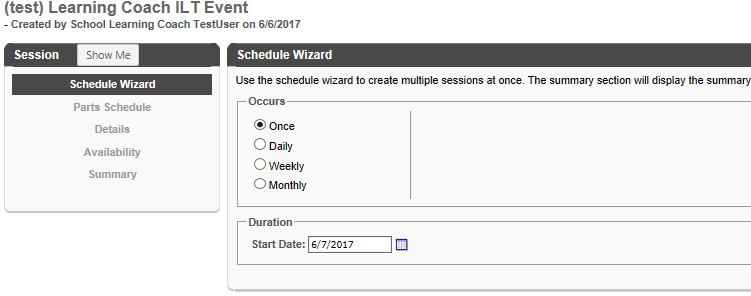 (test) Learning Coach ILT Event
- Created by School Learning Coach TestUser on 6/6/2017
Session
Show Me
Schedule Wizard
Parts Schedule
Details
Availability
Summary
Schedule Wizard
Use the schedule wizard to create multiple sessions at once. The summary section will display the summary
Occurs
Once
Daily
Weekly
Monthly
Duration
Start Date: 6/7/2017